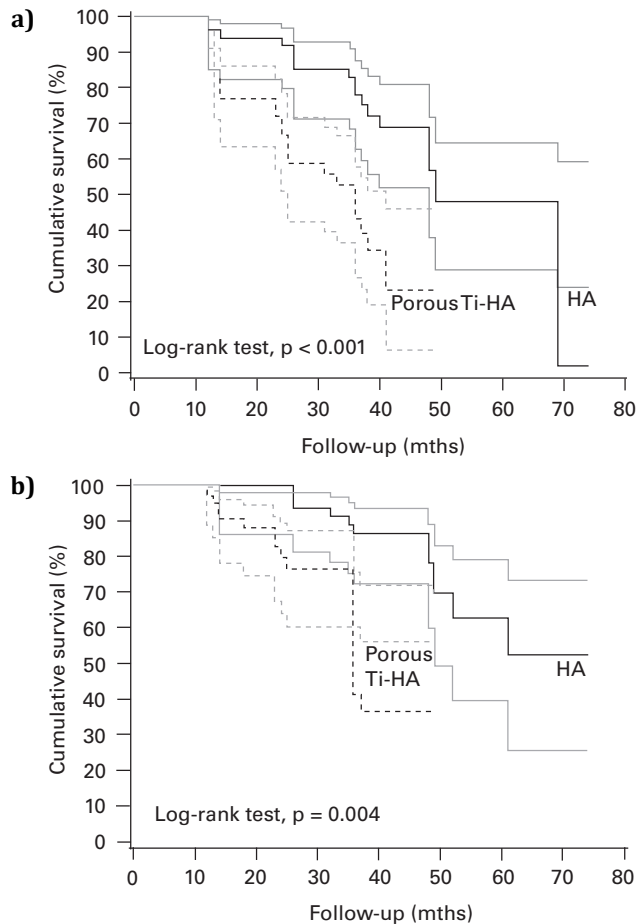 a)
100
90
80
70
60
50
40
30
20
10
0
Cumulative survival (%)
Porous Ti-HA
HA
Log-rank test, p < 0.001
0 10 20 30 40 50 60 70 80
Follow-up (mths)
b)
100
90
80
70
60
50
40
30
20
10
0
Cumulative survival (%)
Porous
Ti-HA
HA
Log-rank test, p = 0.004
0 10 20 30 40 50 60 70 80
Follow-up (mths)